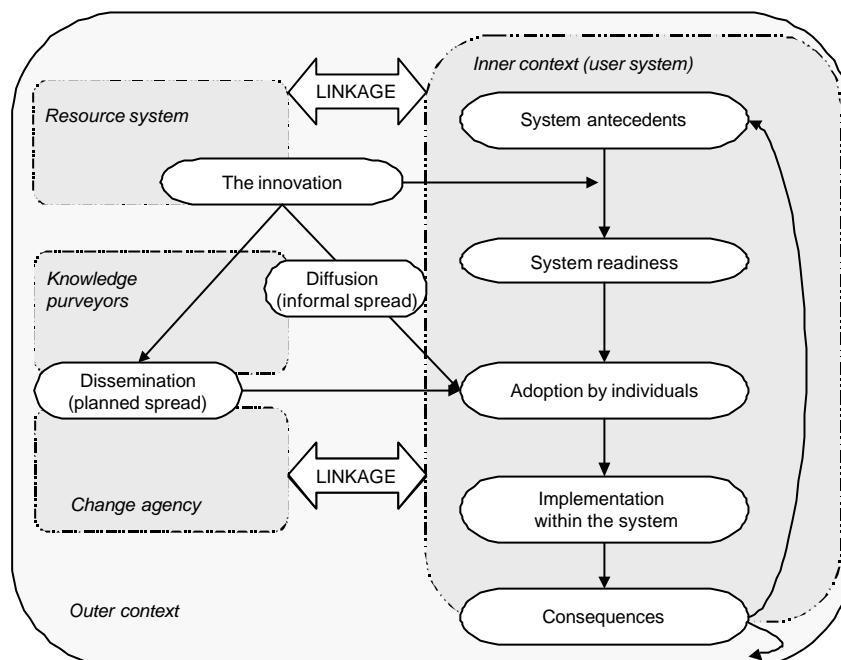 Inner context (user system)
LINKAGE
Resource system
System antecedents
The innovation
System readiness
Diffusion
(informal spread)
Knowledge
purveyors
Dissemination
(planned spread)
Adoption by individuals
LINKAGE
Change agency
Implementation
within the system
Outer context
Consequences